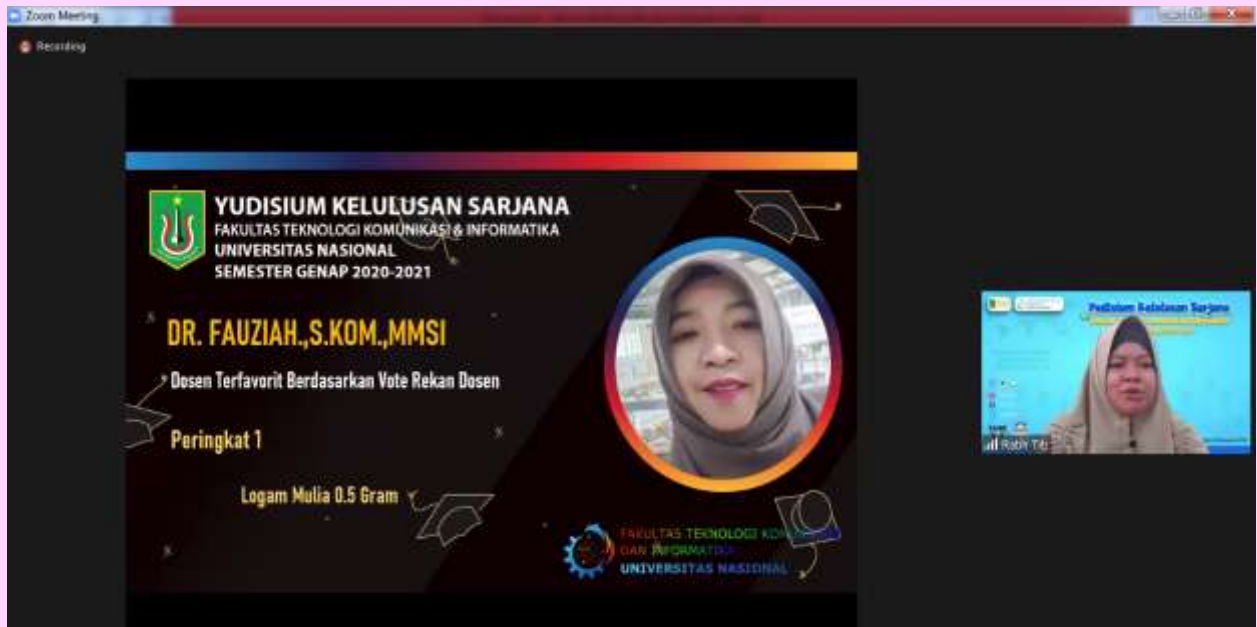 Zoom Meeting
Recording
YUDISIUM KELULUSAN SARJANA
FAKULTAS TEKNOLOGI KOMUNIKASI & INFORMATIKA
UNIVERSITAS NASIONAL
SEMESTER GENAP 2020-2021
DR. FAUZIAH.,S.KOM.,MMSI
Dosen Terfavorit Berdasarkan Vote Rekan Dosen
Peringkat 1
Logam Mulia 0.5 Gram
FAKULTAS TEKNOLOGI KOMUNIKASI
DAN INFORMATIKA
UNIVERSITAS NASIONAL
Yudisium Kelulusan Sarjana
Ratih Titi